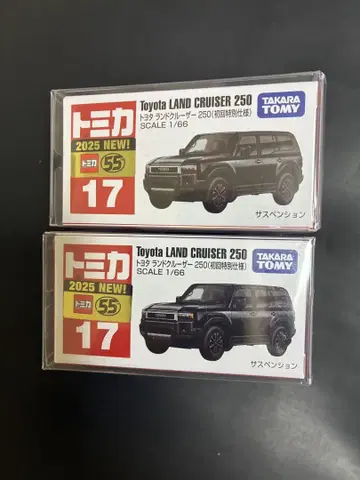 トミカ
2025 NEW!
トミカ 55
17
Toyota LAND CRUISER 250
トヨタ ランドクルーザー 250(初回特別仕様)
SCALE 1/66
TAKARA TOMY
サスペンション
トミカ
2025 NEW!
トミカ 55
17
Toyota LAND CRUISER 250
トヨタ ランドクルーザー 250(初回特別仕様)
SCALE 1/66
TAKARA TOMY
サスペンション